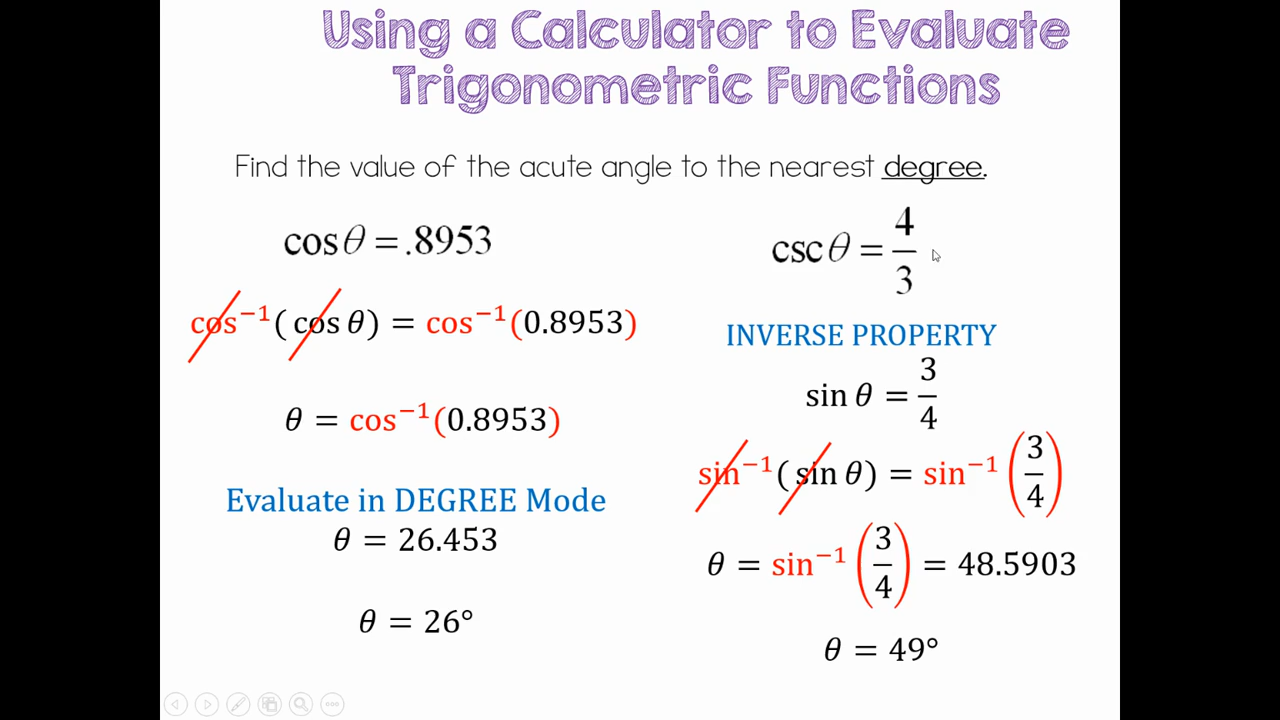 Using a Calculator to Evaluate
Trigonometric Functions
Find the value of the acute angle to the nearest degree.
cos θ = .8953
cos⁻¹(cos θ) = cos⁻¹(0.8953)
θ = cos⁻¹(0.8953)
Evaluate in DEGREE Mode
θ = 26.453
θ = 26°
csc θ = 4/3
INVERSE PROPERTY
sin θ = 3/4
sin⁻¹(sin θ) = sin⁻¹(3/4)
θ = sin⁻¹(3/4) = 48.5903
θ = 49°